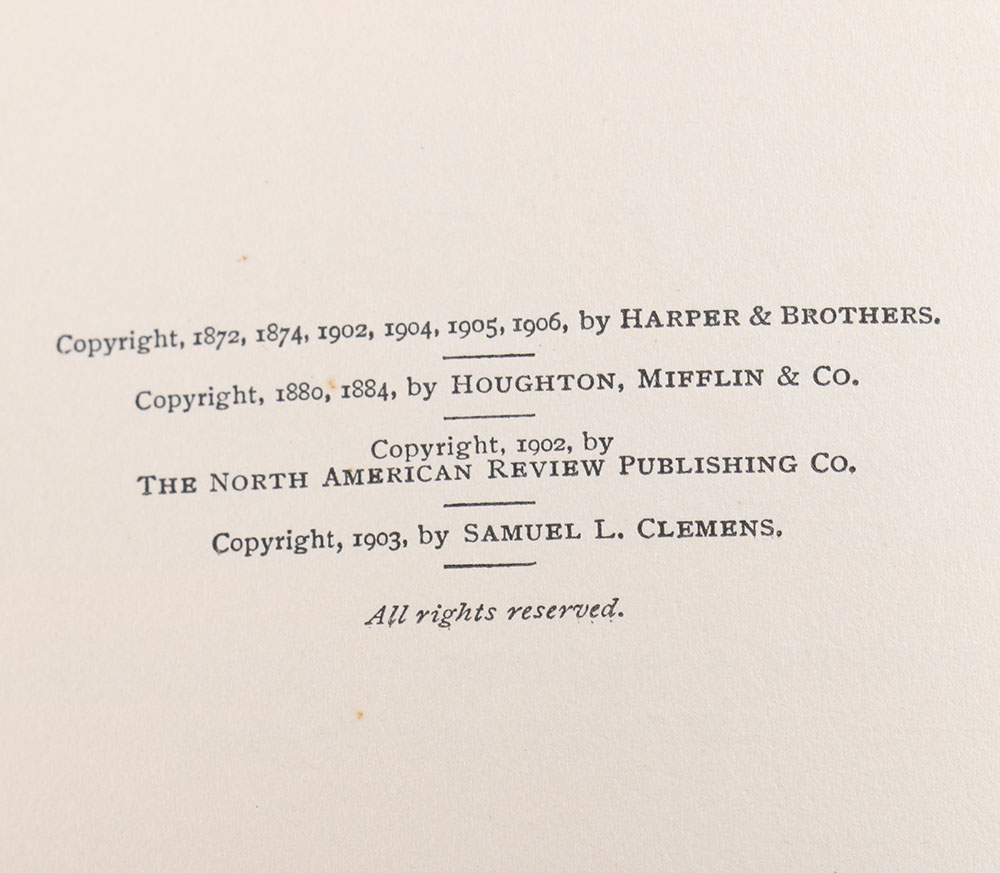 Copyright, 1872, 1874, 1902, 1904, 1905, 1906, by HARPER & BROTHERS.
Copyright, 1880, 1884, by HOUGHTON, MIFFLIN & CO.
Copyright, 1902, by
THE NORTH AMERICAN REVIEW PUBLISHING CO.
Copyright, 1903, by SAMUEL L. CLEMENS.
All rights reserved.